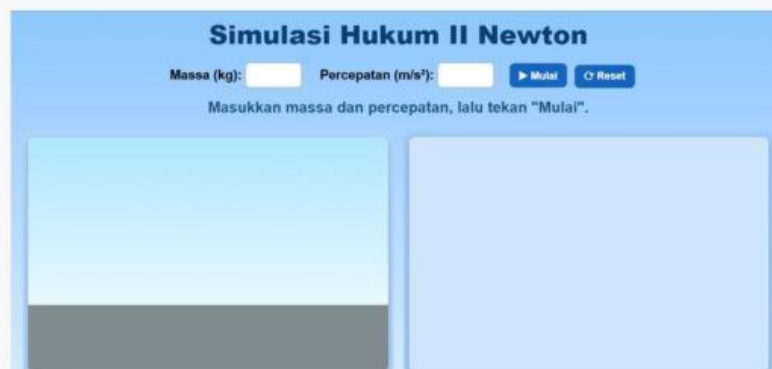 Simulasi Hukum II Newton
Massa (kg): Percepatan (m/s²): ▶ Mulai ↻ Reset
Masukkan massa dan percepatan, lalu tekan "Mulai".